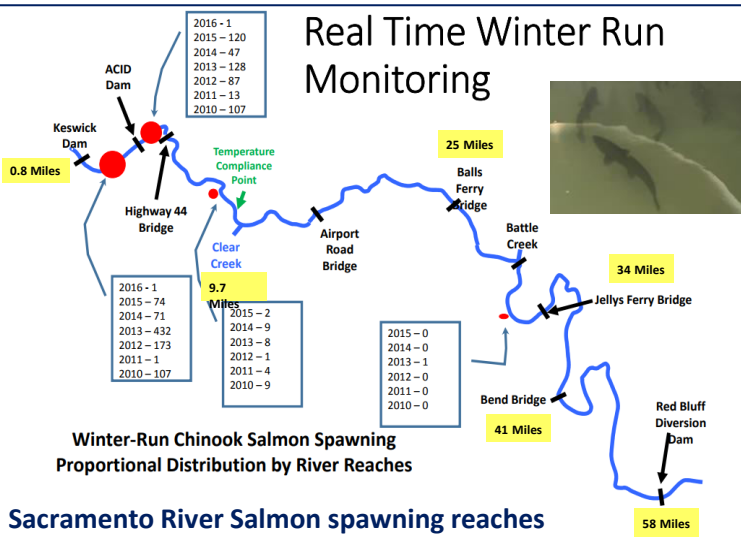 Real Time Winter Run
Monitoring
2016 - 1
2015 – 120
2014 – 47
2013 – 128
2012 – 87
2011 – 13
2010 – 107
ACID
Dam
Keswick
Dam
0.8 Miles
Highway 44
Bridge
Temperature
Compliance
Point
Clear
Creek
9.7
Miles
Airport
Road
Bridge
25 Miles
Balls
Ferry
Bridge
Battle
Creek
34 Miles
Jellys Ferry Bridge
2016 - 1
2015 – 74
2014 – 71
2013 – 432
2012 – 173
2011 – 1
2010 – 107
2015 – 2
2014 – 9
2013 – 8
2012 – 1
2011 – 4
2010 – 9
2015 – 0
2014 – 0
2013 – 1
2012 – 0
2011 – 0
2010 – 0
Bend Bridge
41 Miles
Red Bluff
Diversion
Dam
58 Miles
Winter-Run Chinook Salmon Spawning
Proportional Distribution by River Reaches
Sacramento River Salmon spawning reaches